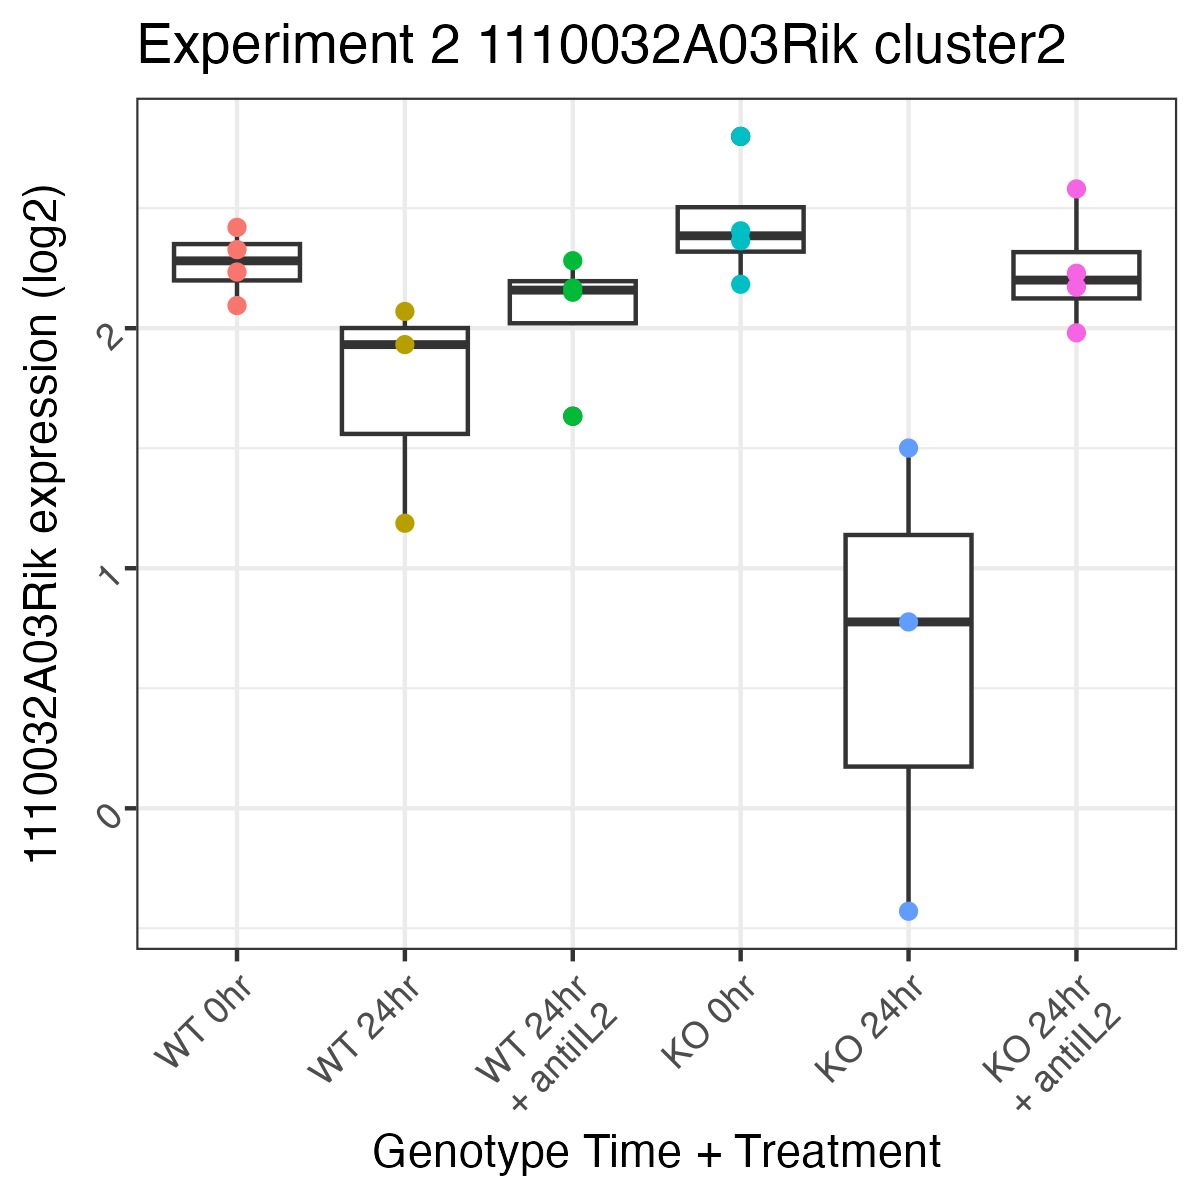 Experiment 2 1110032A03Rik cluster2
1110032A03Rik expression (log2)
2
1
0
WT 0hr
WT 24hr
WT 24hr
+ antiIL2
KO 0hr
KO 24hr
KO 24hr
+ antiIL2
Genotype Time + Treatment